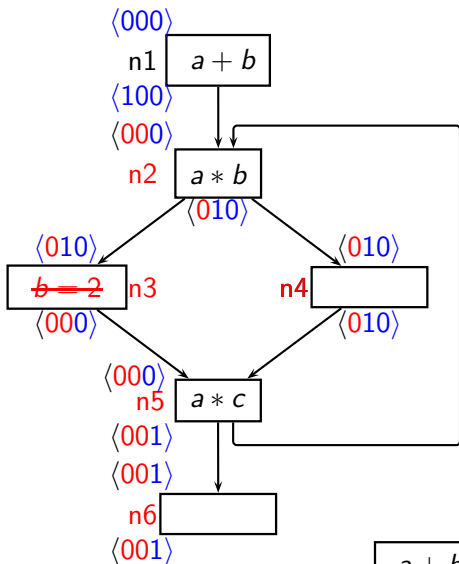 ⟨000⟩
n1 a + b
⟨100⟩
⟨000⟩
n2 a ∗ b
⟨010⟩
⟨010⟩ ⟨010⟩
b = 2 n3 n4
⟨000⟩ ⟨010⟩
⟨000⟩
n5 a ∗ c
⟨001⟩
⟨001⟩
n6
⟨001⟩
a + b